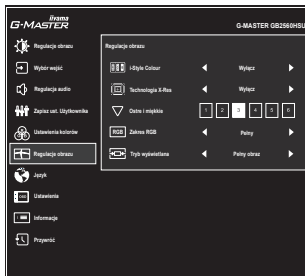 iiyama
G-MASTER
G-MASTER GB2560HSU
Regulacje obrazu
Wybór wejść
Regulacja audio
Zapisz ust. Użytkownika
Ustawienia kolorów
Regulacje obrazu
Język
Ustawienia
Informacje
Przywróć
Regulacje obrazu
i-Style Colour Wyłącz
Technologia X-Res Wyłącz
Ostre i miękkie 1 2 3 4 5 6
RGB Zakres RGB Pełny
Tryb wyświetlana Pełny obraz